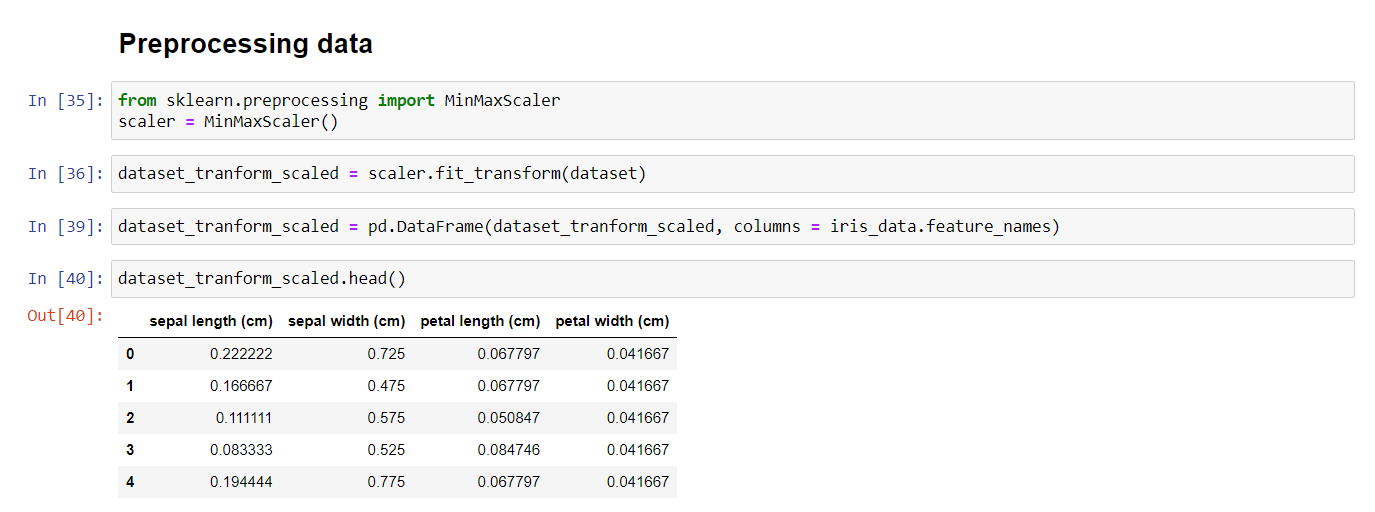 Preprocessing data
In [35]: from sklearn.preprocessing import MinMaxScaler
scaler = MinMaxScaler()
In [36]: dataset_tranform_scaled = scaler.fit_transform(dataset)
In [39]: dataset_tranform_scaled = pd.DataFrame(dataset_tranform_scaled, columns = iris_data.feature_names)
In [40]: dataset_tranform_scaled.head()
Out[40]:
sepal length (cm) sepal width (cm) petal length (cm) petal width (cm)
0 0.222222 0.725 0.067797 0.041667
1 0.166667 0.475 0.067797 0.041667
2 0.111111 0.575 0.050847 0.041667
3 0.083333 0.525 0.084746 0.041667
4 0.194444 0.775 0.067797 0.041667